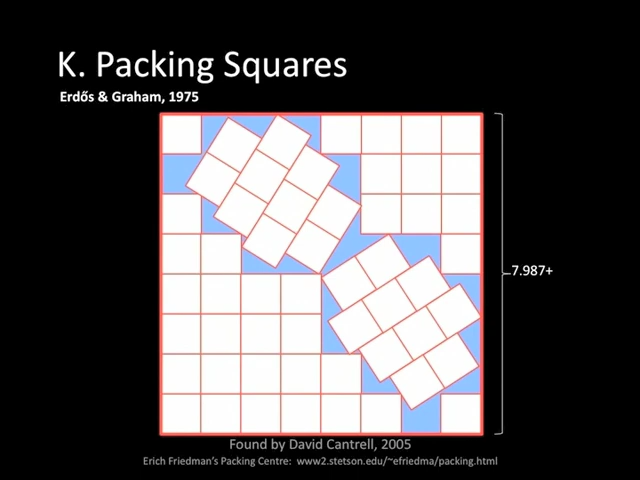 K. Packing Squares
Erdős & Graham, 1975
7.987+
Found by David Cantrell, 2005
Erich Friedman's Packing Centre: www2.stetson.edu/~efriedma/packing.html